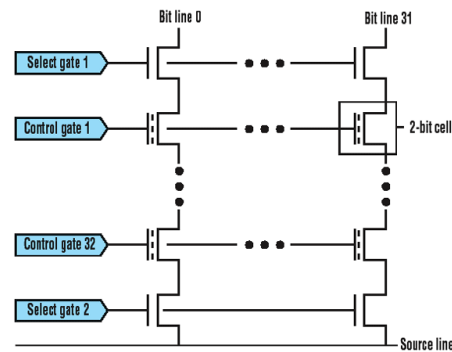 Bit line 0
Bit line 31
Select gate 1
Control gate 1
2-bit cell
Control gate 32
Select gate 2
Source line